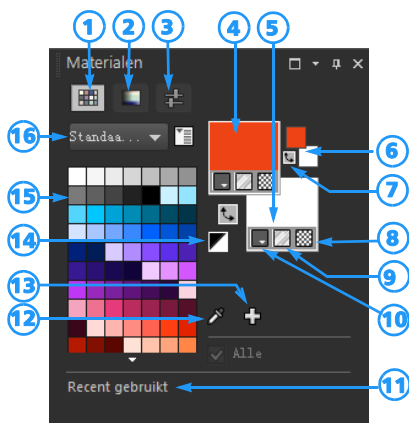 1 2 3 4 5
Materialen
16 Standaa... 6
7
15
14 8
13 9
12 10
Alle
Recent gebruikt 11